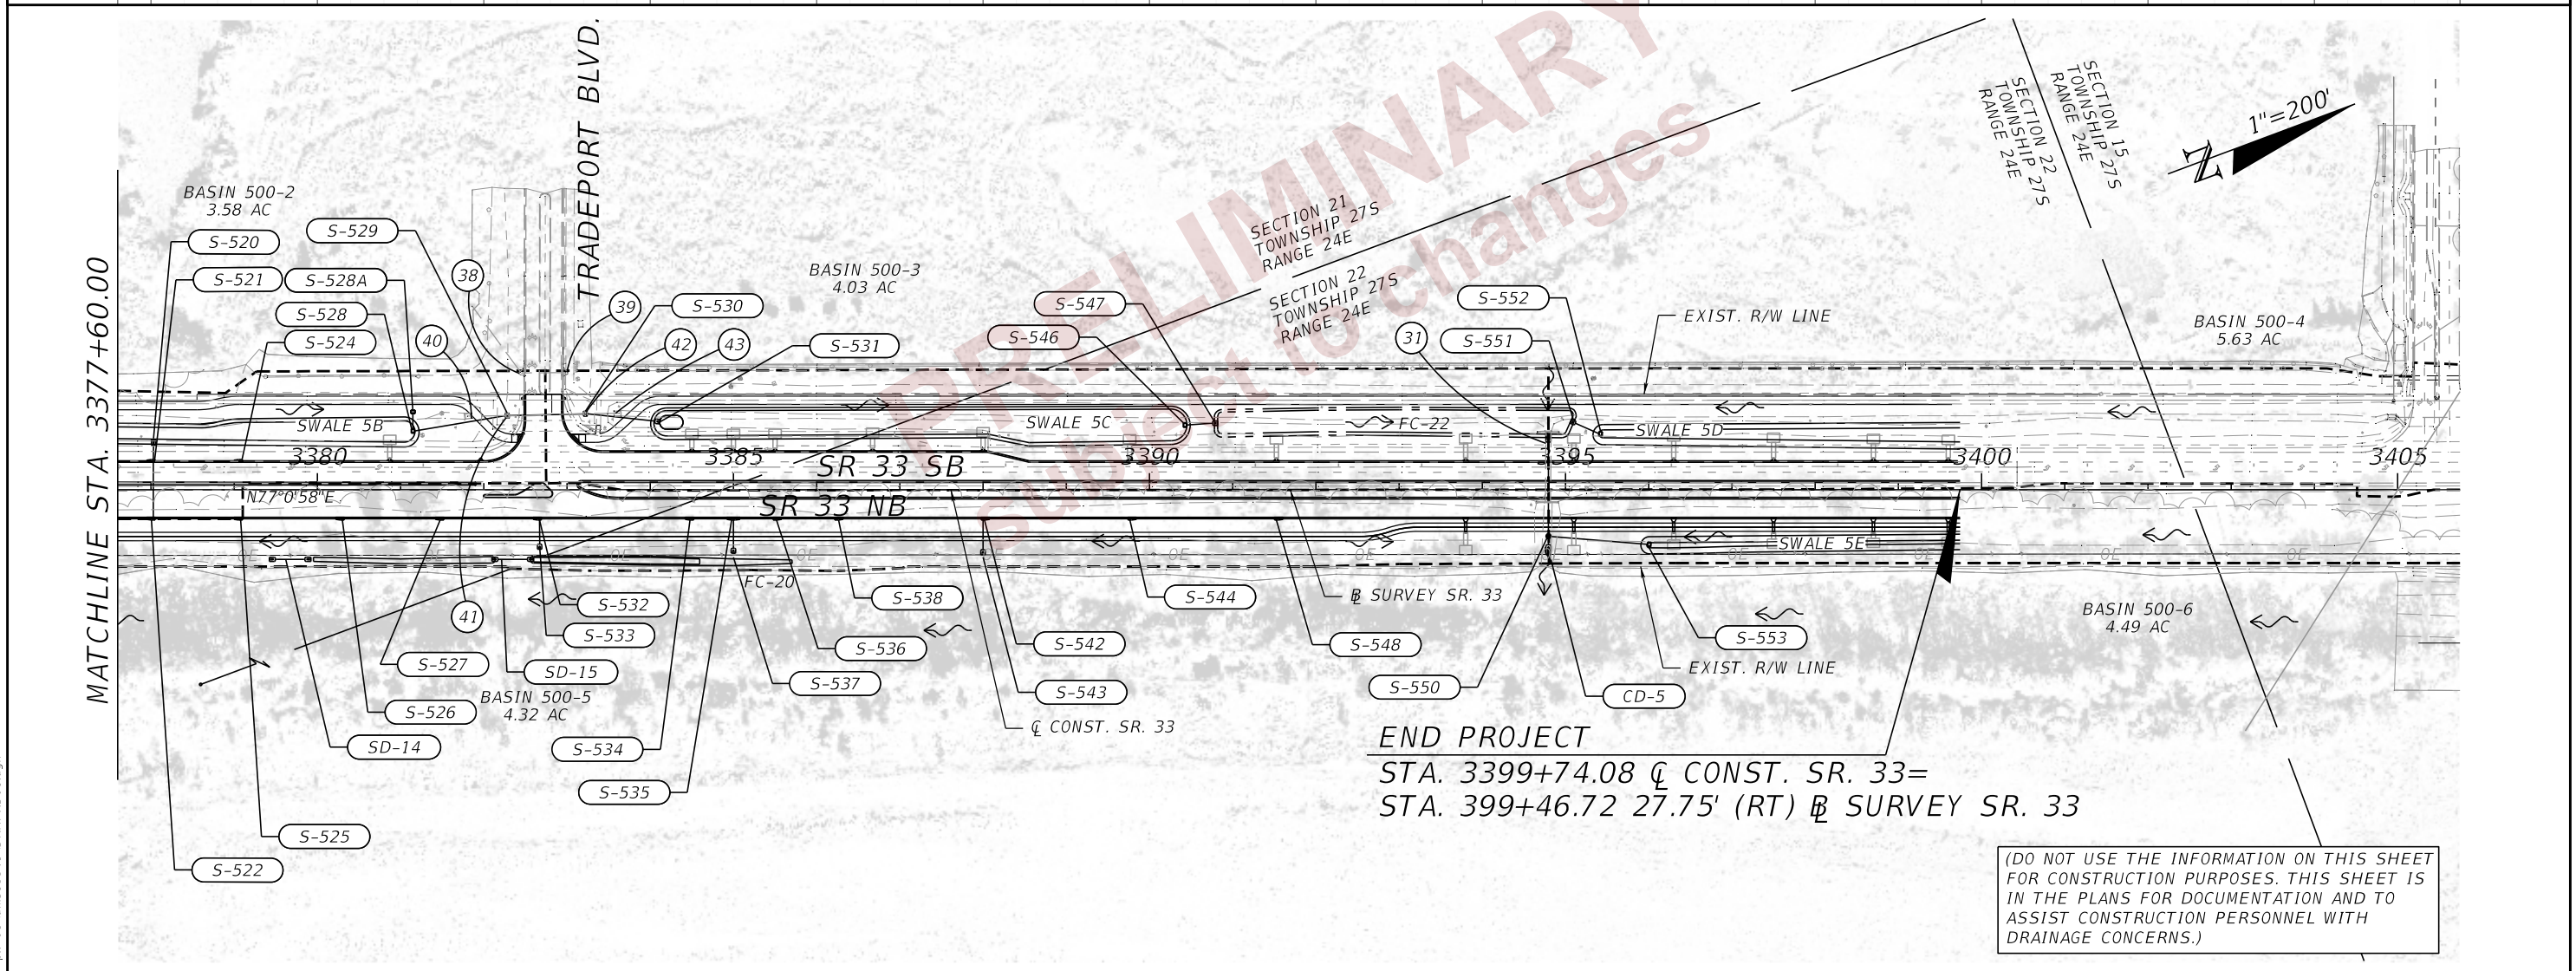 PRELIMINARY
subject to changes
TRADEPORT BLVD.
MATCHLINE STA. 3377+60.00
BASIN 500-2
3.58 AC
S-520
S-529
S-521
S-528A
S-528
S-524
38
39
40
42
43
S-530
S-531
BASIN 500-3
4.03 AC
SECTION 21
TOWNSHIP 27S
RANGE 24E
SECTION 22
TOWNSHIP 27S
RANGE 24E
S-547
S-546
31
S-552
S-551
EXIST. R/W LINE
SECTION 22
TOWNSHIP 27S
RANGE 24E
SECTION 15
TOWNSHIP 27S
RANGE 24E
N
1"=200'
BASIN 500-4
5.63 AC
SWALE 5B
SWALE 5C
FC-22
SWALE 5D
3380
3385
3390
3395
3400
3405
SR 33 SB
N77°0'58"E
SR 33 NB
OE
OE
OE
OE
OE
OE
OE
OE
OE
SWALE 5E
FC-20
41
S-532
S-533
S-538
S-544
ⴺ SURVEY SR. 33
S-536
S-542
S-548
S-553
EXIST. R/W LINE
BASIN 500-6
4.49 AC
S-527
SD-15
S-537
S-543
S-550
CD-5
BASIN 500-5
4.32 AC
S-526
SD-14
S-534
S-535
℄ CONST. SR. 33
S-525
S-522
END PROJECT
STA. 3399+74.08 ℄ CONST. SR. 33=
STA. 399+46.72 27.75' (RT) BL SURVEY SR. 33
(DO NOT USE THE INFORMATION ON THIS SHEET
FOR CONSTRUCTION PURPOSES. THIS SHEET IS
IN THE PLANS FOR DOCUMENTATION AND TO
ASSIST CONSTRUCTION PERSONNEL WITH
DRAINAGE CONCERNS.)